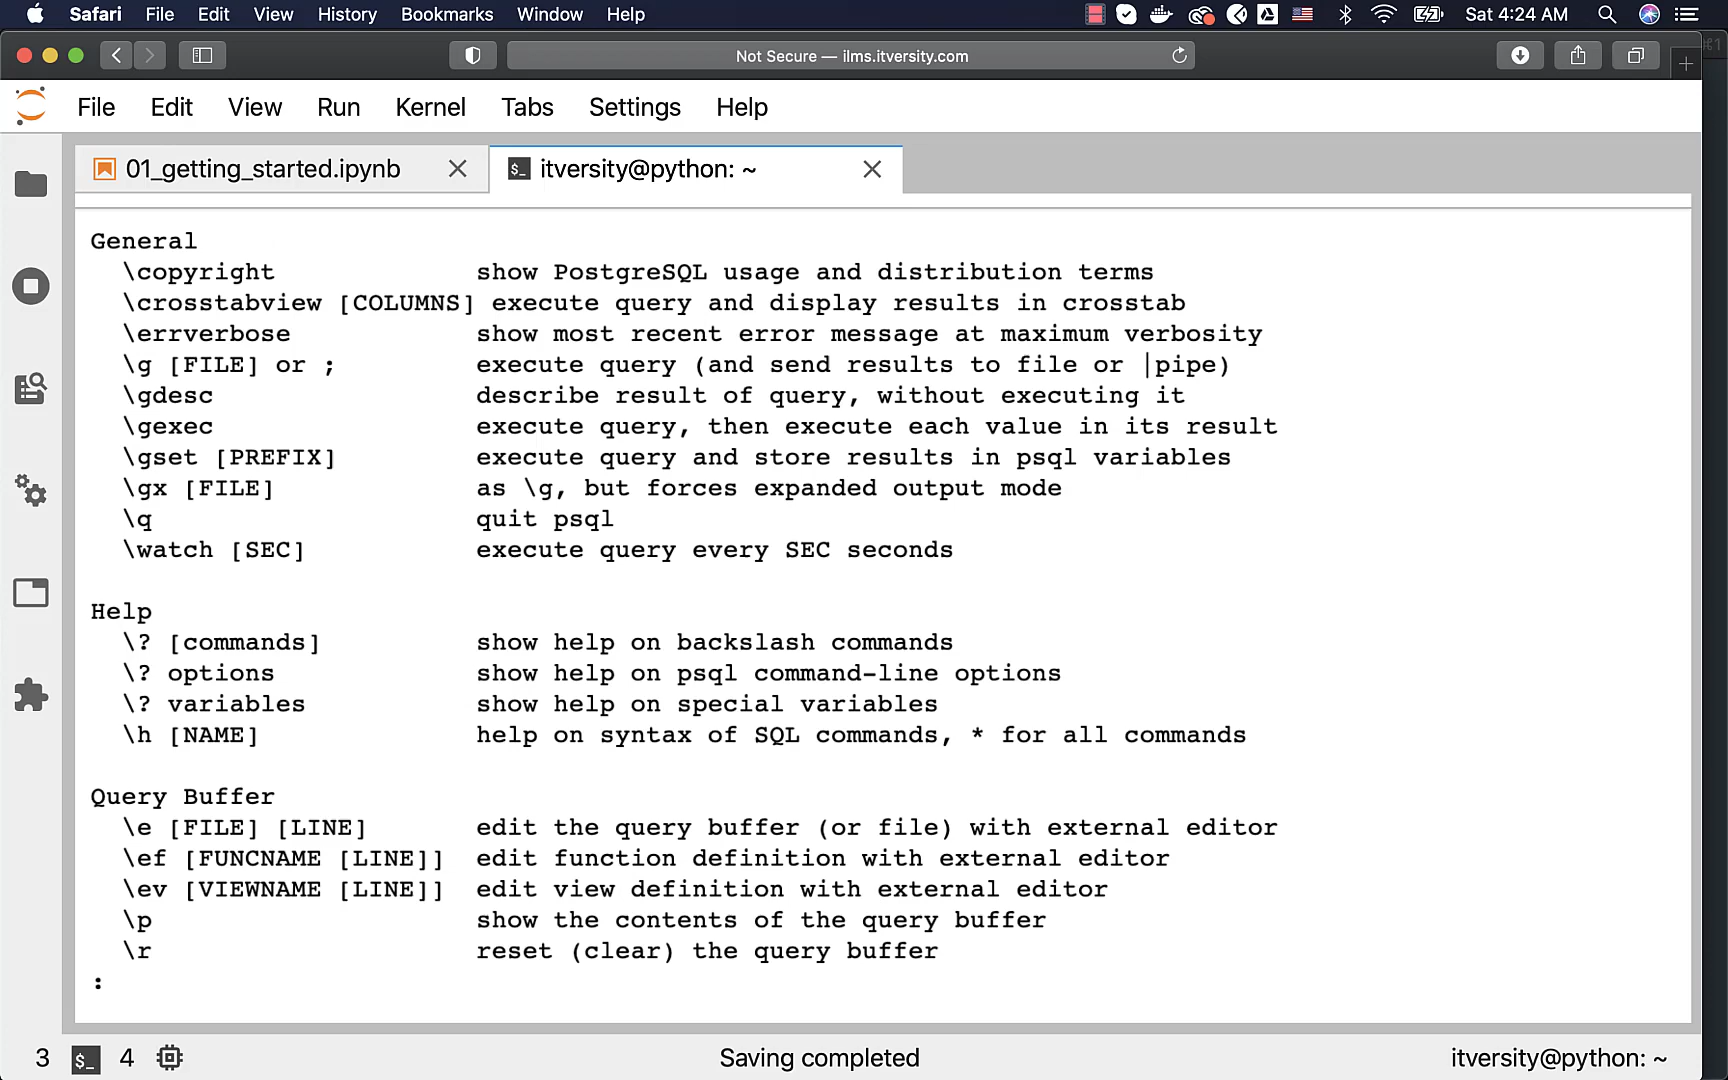 Safari File Edit View History Bookmarks Window Help Sat 4:24 AM
Not Secure — ilms.itversity.com
⌘1
File Edit View Run Kernel Tabs Settings Help
01_getting_started.ipynb
$_ itversity@python: ~
General
\copyright show PostgreSQL usage and distribution terms
\crosstabview [COLUMNS] execute query and display results in crosstab
\errverbose show most recent error message at maximum verbosity
\g [FILE] or ; execute query (and send results to file or |pipe)
\gdesc describe result of query, without executing it
\gexec execute query, then execute each value in its result
\gset [PREFIX] execute query and store results in psql variables
\gx [FILE] as \g, but forces expanded output mode
\q quit psql
\watch [SEC] execute query every SEC seconds
Help
\? [commands] show help on backslash commands
\? options show help on psql command-line options
\? variables show help on special variables
\h [NAME] help on syntax of SQL commands, * for all commands
Query Buffer
\e [FILE] [LINE] edit the query buffer (or file) with external editor
\ef [FUNCNAME [LINE]] edit function definition with external editor
\ev [VIEWNAME [LINE]] edit view definition with external editor
\p show the contents of the query buffer
\r reset (clear) the query buffer
:
3 $_ 4 Saving completed itversity@python: ~